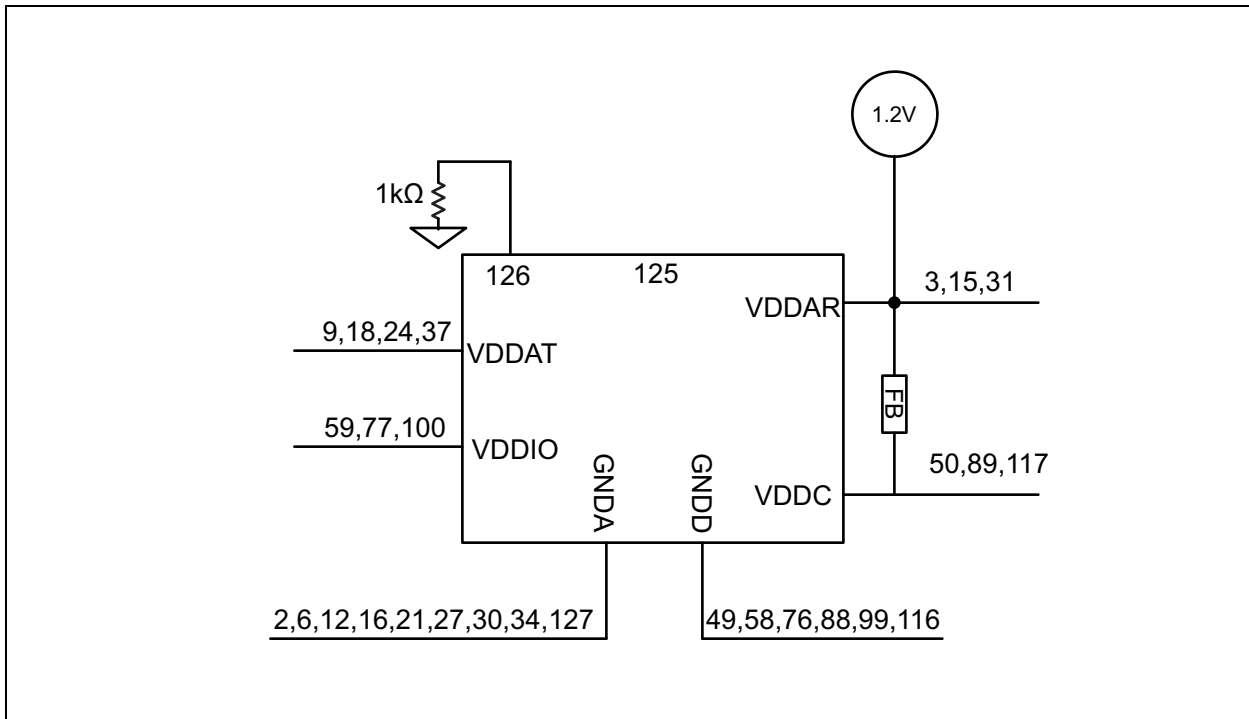 1.2V
1kΩ
126
125
3,15,31
VDDAR
9,18,24,37
VDDAT
FB
59,77,100
VDDIO
GNDA
GNDD
50,89,117
VDDC
2,6,12,16,21,27,30,34,127
49,58,76,88,99,116